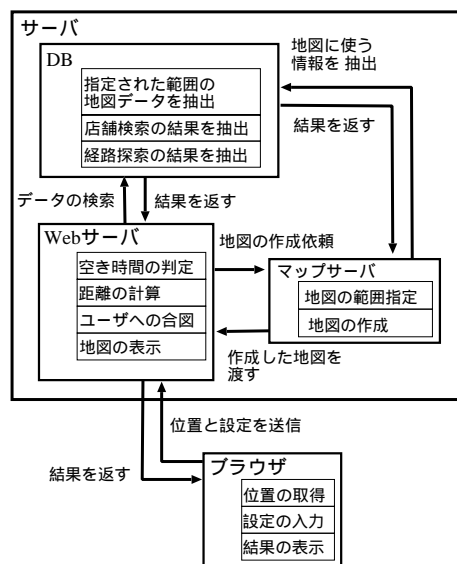 サーバ
DB
指定された範囲の
地図データを抽出
店舗検索の結果を抽出
経路探索の結果を抽出
地図に使う
情報を 抽出
結果を返す
データの検索
結果を返す
Webサーバ
空き時間の判定
距離の計算
ユーザへの合図
地図の表示
地図の作成依頼
マップサーバ
地図の範囲指定
地図の作成
作成した地図を
渡す
位置と設定を送信
結果を返す
ブラウザ
位置の取得
設定の入力
結果の表示